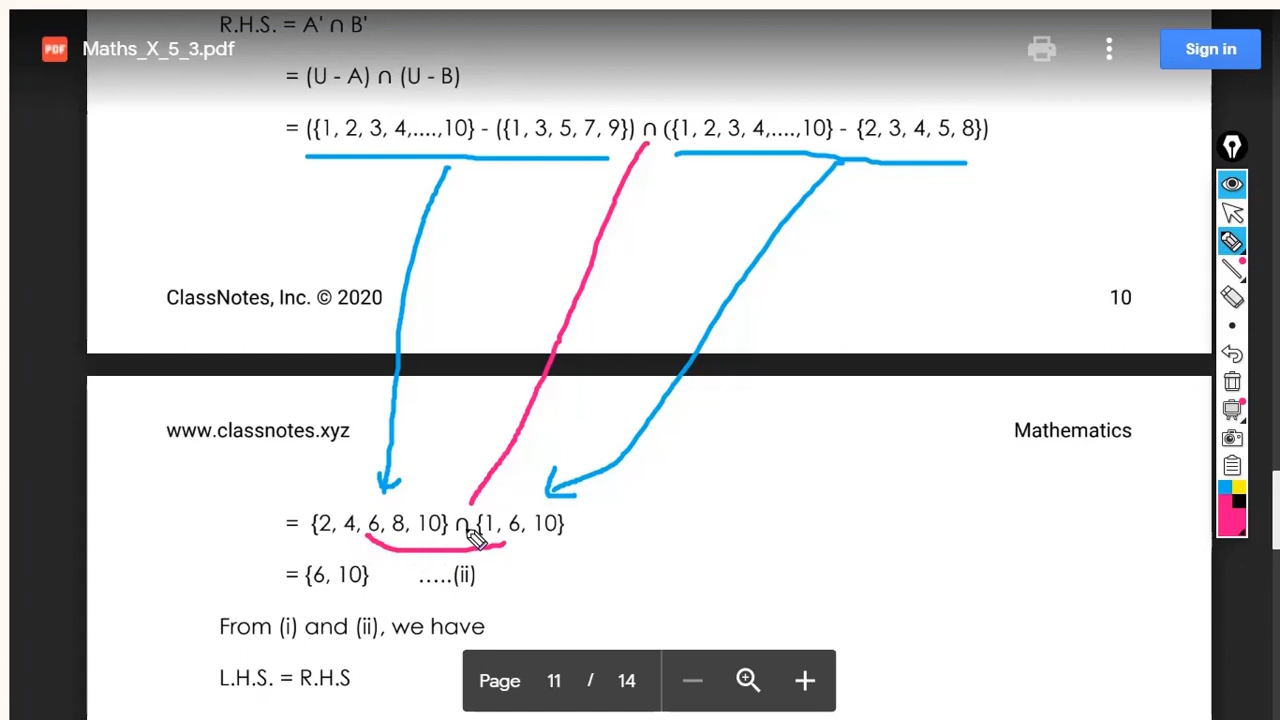 R.H.S. = A' ∩ B'
Maths_X_5_3.pdf
Sign in
= (U - A) ∩ (U - B)
= ({1, 2, 3, 4,....,10} - ({1, 3, 5, 7, 9}) ∩ ({1, 2, 3, 4,....,10} - {2, 3, 4, 5, 8})
ClassNotes, Inc. © 2020 10
www.classnotes.xyz Mathematics
= {2, 4, 6, 8, 10} ∩ {1, 6, 10}
= {6, 10} .....(ii)
From (i) and (ii), we have
L.H.S. = R.H.S
Page 11 / 14